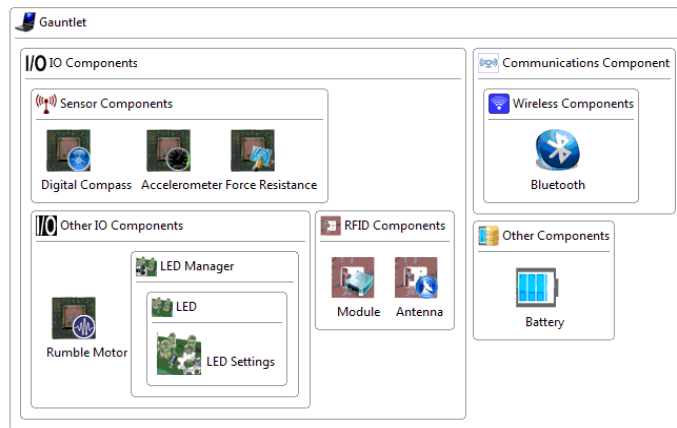 Gauntlet
I/O IO Components
Communications Component
Sensor Components
Wireless Components
Digital Compass Accelerometer Force Resistance
Bluetooth
I/O Other IO Components
RFID Components
Other Components
LED Manager
LED
Module Antenna
Battery
Rumble Motor
LED Settings